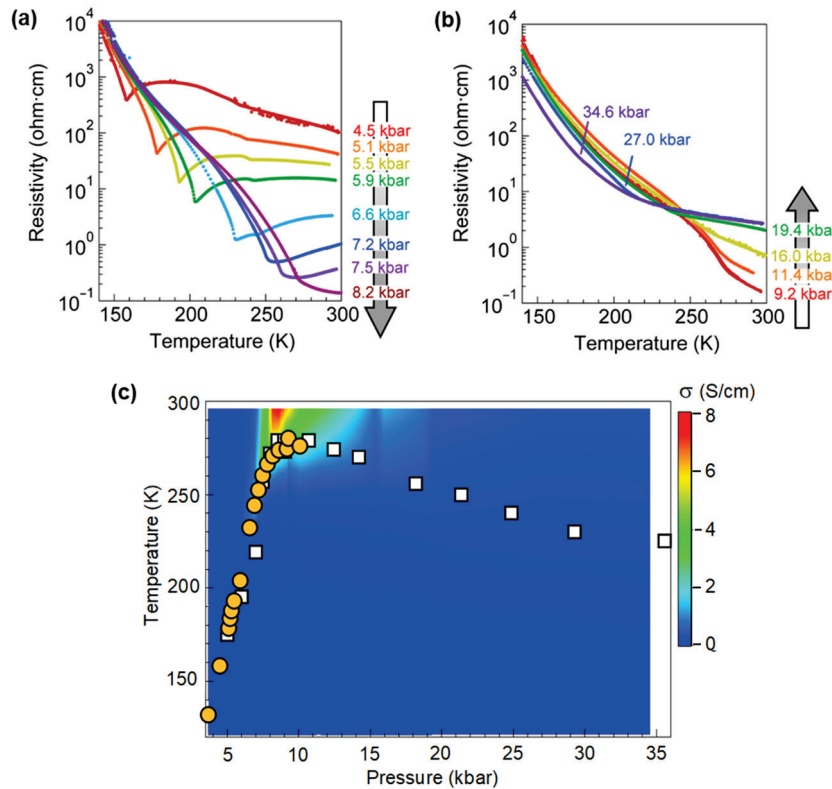 (a)
10⁴
10³
10²
10¹
10⁰
10⁻¹
Resistivity (ohm·cm)
150
200
250
300
Temperature (K)
4.5 kbar
5.1 kbar
5.5 kbar
5.9 kbar
6.6 kbar
7.2 kbar
7.5 kbar
8.2 kbar
(b)
10⁴
10³
10²
10¹
10⁰
10⁻¹
Resistivity (ohm·cm)
150
200
250
300
Temperature (K)
34.6 kbar
27.0 kbar
19.4 kba
16.0 kba
11.4 kba
9.2 kbar
(c)
300
250
200
150
Temperature (K)
5
10
15
20
25
30
35
Pressure (kbar)
σ (S/cm)
8
6
4
2
0